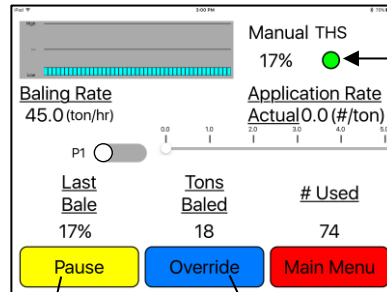 iPad 3:00 PM 70%
High
Low
Manual THS
17%
Baling Rate
45.0 (ton/hr)
Application Rate
Actual 0.0 (#/ton)
0.0 1.0 2.0 3.0 4.0 5.0
P1
Last Bale
17%
Tons Baled
18
# Used
74
Pause
Override
Main Menu